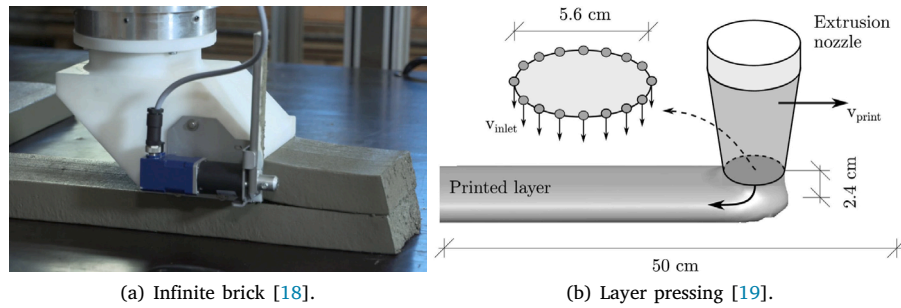 5.6 cm
Extrusion
nozzle
v_inlet
v_print
Printed layer
2.4 cm
50 cm
(a) Infinite brick [18].
(b) Layer pressing [19].